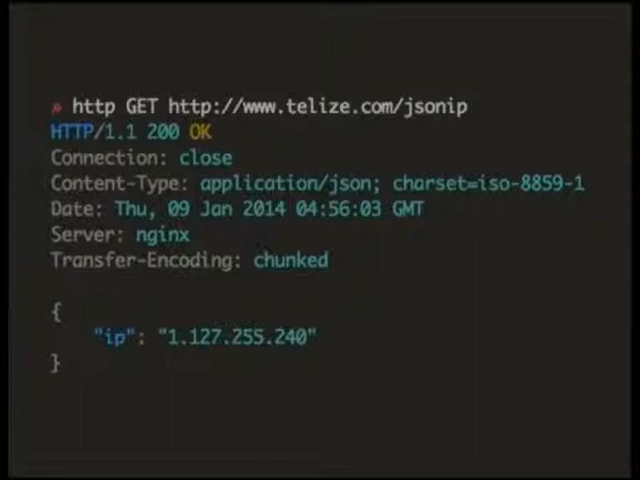 » http GET http://www.telize.com/jsonip
HTTP/1.1 200 OK
Connection: close
Content-Type: application/json; charset=iso-8859-1
Date: Thu, 09 Jan 2014 04:56:03 GMT
Server: nginx
Transfer-Encoding: chunked
{
"ip": "1.127.255.240"
}